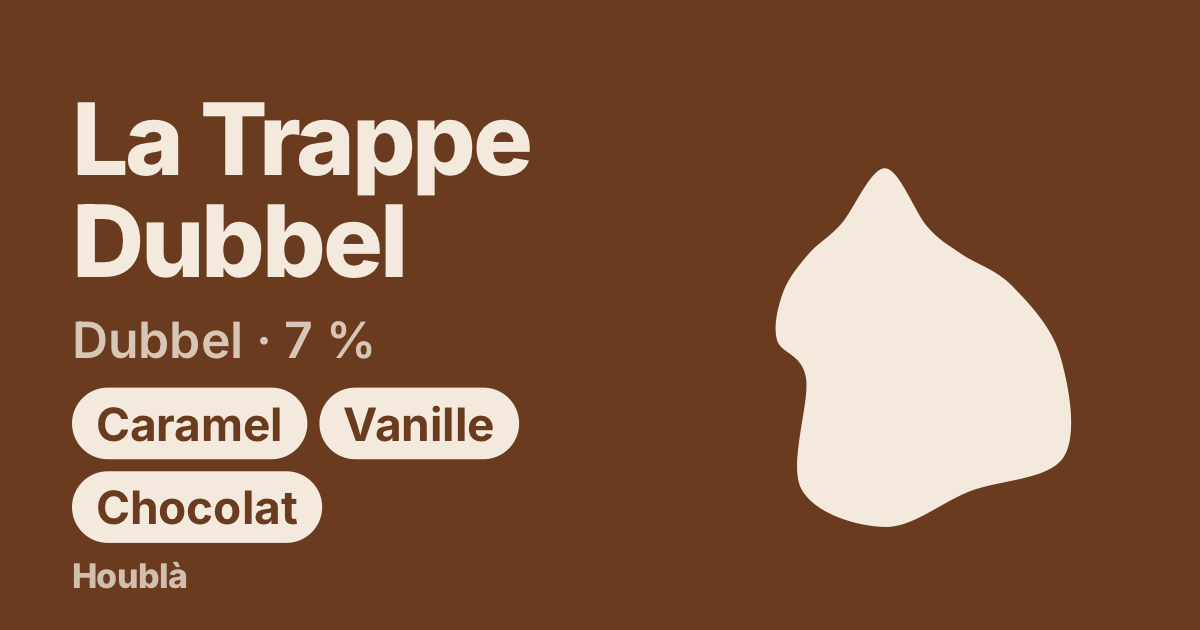 La Trappe
Dubbel
Dubbel · 7 %
Caramel Vanille
Chocolat
Houblà